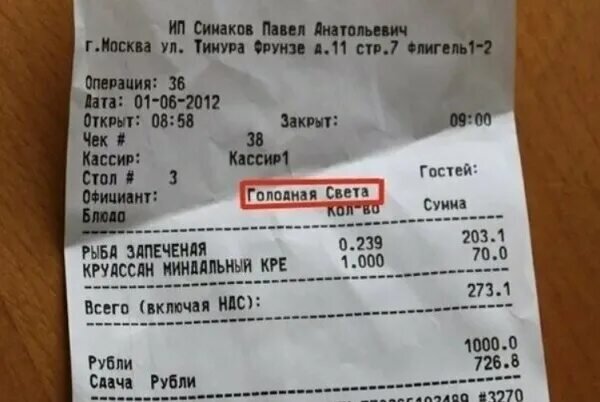 ИП Симаков Павел Анатольевич
г.Москва ул. Тимура Фрунзе д.11 стр.7 Флигель1-2
Операция: 36
Дата: 01-06-2012
Открыт: 08:58 Закрыт: 09:00
Чек # 38
Кассир: Кассир1
Стол # 3 Гостей:
Официант: Голодная Света
Блюдо Кол-во Сумма
РЫБА ЗАПЕЧЕНАЯ 0.239 203.1
КРУАССАН МИНДАЛЬНЫЙ КРЕ 1.000 70.0
Всего (включая НДС): 273.1
Рубли 1000.0
Сдача Рубли 726.8
#3270